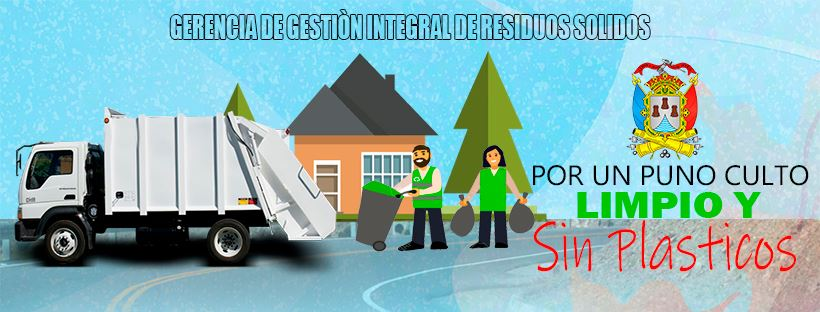 GERENCIA DE GESTIÒN INTEGRAL DE RESIDUOS SOLIDOS
POR UN PUNO CULTO
LIMPIO Y
Sin Plasticos